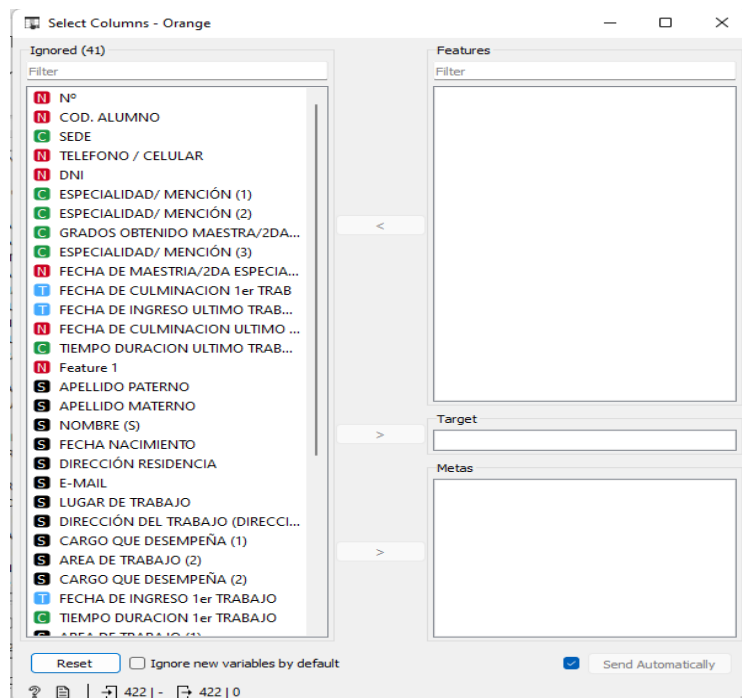 Select Columns - Orange
Ignored (41)
Filter
N Nº
N COD. ALUMNO
C SEDE
N TELEFONO / CELULAR
N DNI
C ESPECIALIDAD/ MENCIÓN (1)
C ESPECIALIDAD/ MENCIÓN (2)
C GRADOS OBTENIDO MAESTRA/2DA...
C ESPECIALIDAD/ MENCIÓN (3)
N FECHA DE MAESTRIA/2DA ESPECIA...
T FECHA DE CULMINACION 1er TRAB
T FECHA DE INGRESO ULTIMO TRAB...
N FECHA DE CULMINACION ULTIMO ...
C TIEMPO DURACION ULTIMO TRAB...
N Feature 1
S APELLIDO PATERNO
S APELLIDO MATERNO
S NOMBRE (S)
S FECHA NACIMIENTO
S DIRECCIÓN RESIDENCIA
S E-MAIL
S LUGAR DE TRABAJO
S DIRECCIÓN DEL TRABAJO (DIRECCI...
S CARGO QUE DESEMPEÑA (1)
S AREA DE TRABAJO (2)
S CARGO QUE DESEMPEÑA (2)
T FECHA DE INGRESO 1er TRABAJO
C TIEMPO DURACION 1er TRABAJO
S AREA DE TRABAJO (1)
<
>
>
Features
Filter
Target
Metas
Reset
Ignore new variables by default
Send Automatically
? 422 | - 422 | 0